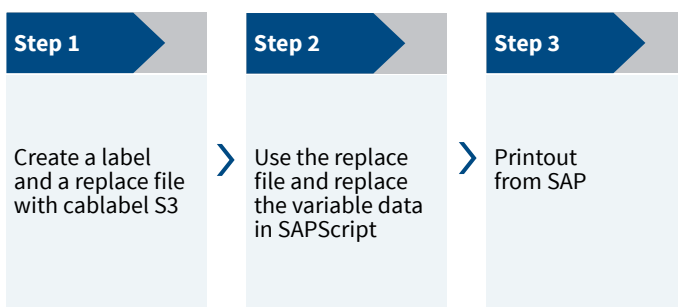 Step 1
Create a label
and a replace file
with cablabel S3
Step 2
Use the replace
file and replace
the variable data
in SAPScript
Step 3
Printout
from SAP